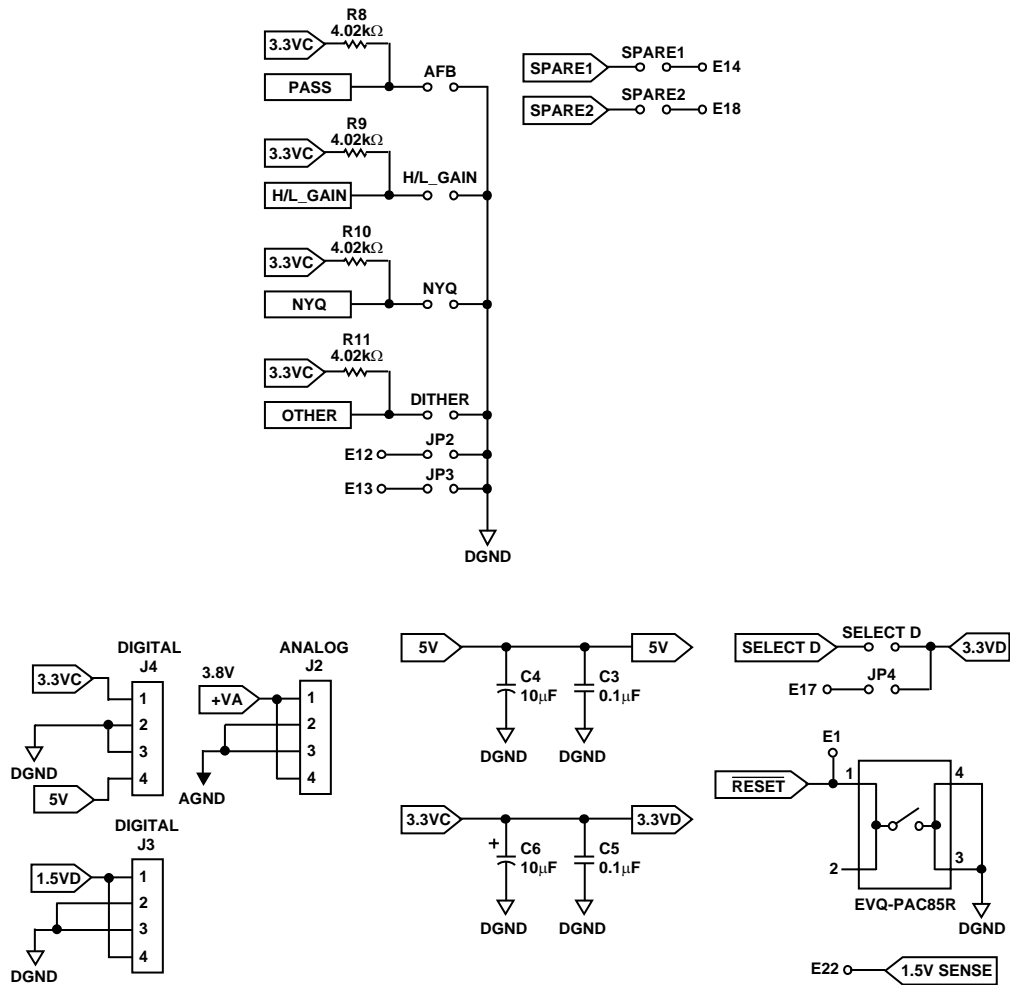 R8
4.02kΩ
3.3VC
PASS
AFB
SPARE1
SPARE1
E14
SPARE2
SPARE2
E18
R9
4.02kΩ
3.3VC
H/L_GAIN
H/L_GAIN
R10
4.02kΩ
3.3VC
NYQ
NYQ
R11
4.02kΩ
3.3VC
OTHER
DITHER
E12
JP2
E13
JP3
DGND
DIGITAL
J4
3.3VC
1
2
3
4
DGND
5V
ANALOG
J2
3.8V
+VA
1
2
3
4
AGND
DIGITAL
J3
1.5VD
1
2
3
4
DGND
5V
5V
C4
10µF
C3
0.1µF
DGND
DGND
3.3VC
3.3VD
+
C6
10µF
C5
0.1µF
DGND
DGND
SELECT D
SELECT D
3.3VD
E17
JP4
E1
RESET
1
4
2
3
EVQ-PAC85R
DGND
E22
1.5V SENSE